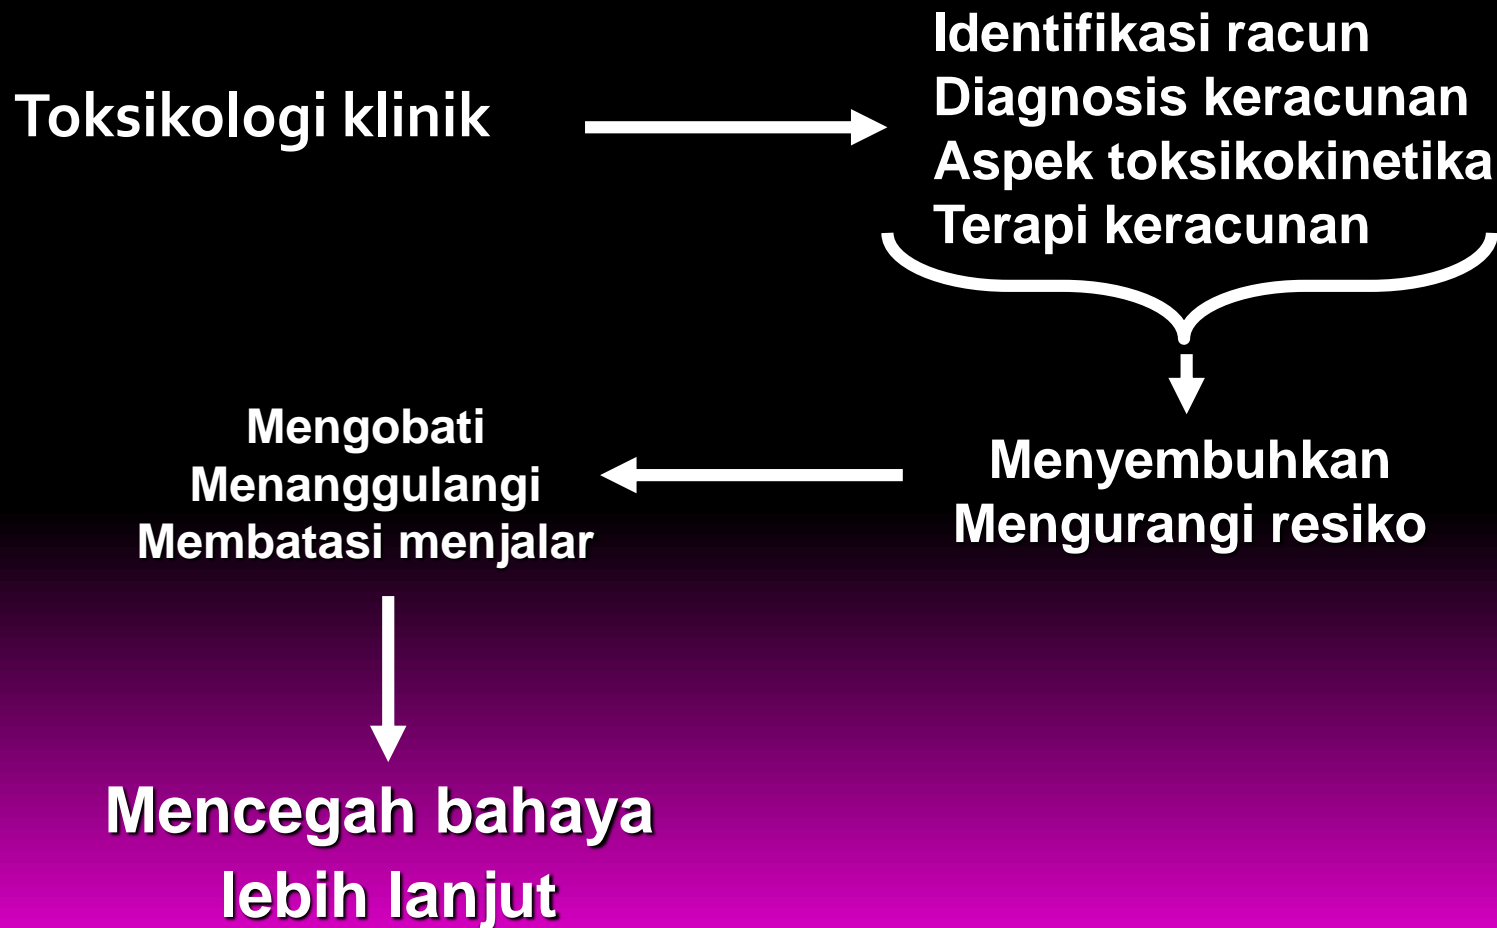 Toksikologi klinik
Identifikasi racun
Diagnosis keracunan
Aspek toksikokinetika
Terapi keracunan
Menyembuhkan
Mengurangi resiko
Mengobati
Menanggulangi
Membatasi menjalar
Mencegah bahaya
lebih lanjut